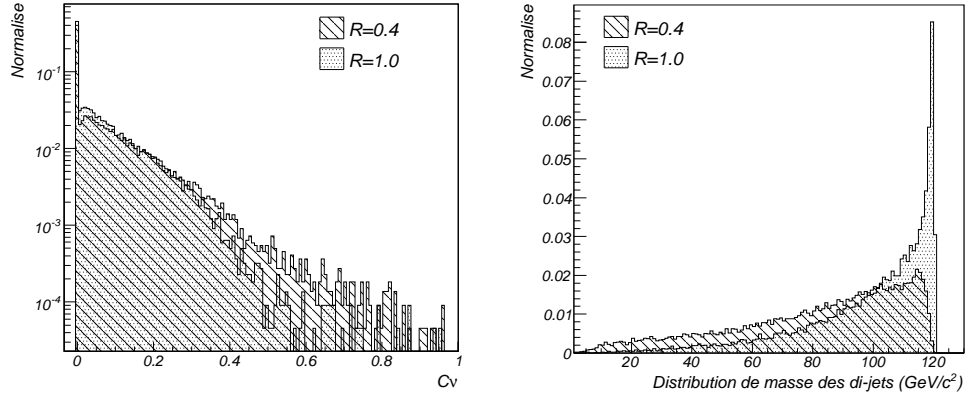 Normalise
10⁻¹
10⁻²
10⁻³
10⁻⁴
R=0.4
R=1.0
0 0.2 0.4 0.6 0.8 1
Cν
Normalise
0.08
0.07
0.06
0.05
0.04
0.03
0.02
0.01
0
R=0.4
R=1.0
20 40 60 80 100 120
Distribution de masse des di-jets (GeV/c²)